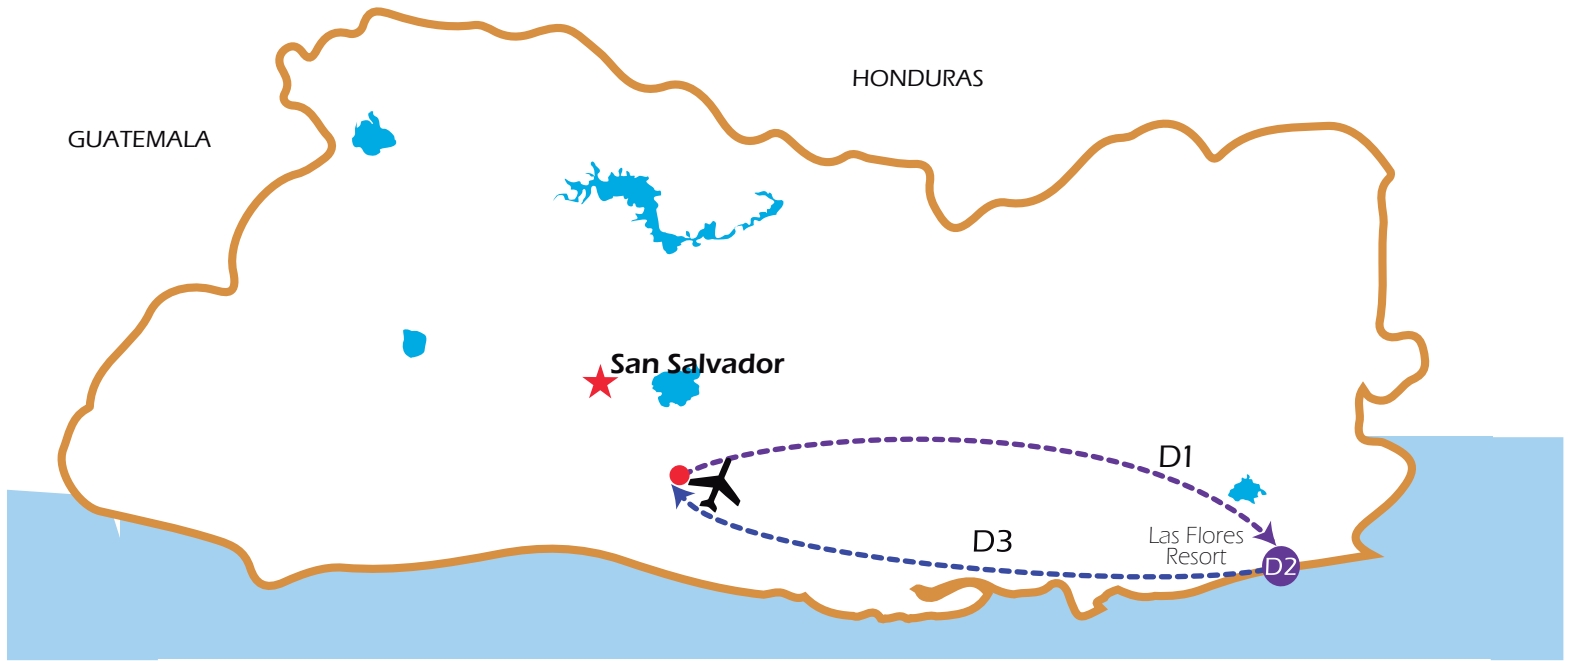 HONDURAS
GUATEMALA
San Salvador
D1
D3
Las Flores
Resort
D2